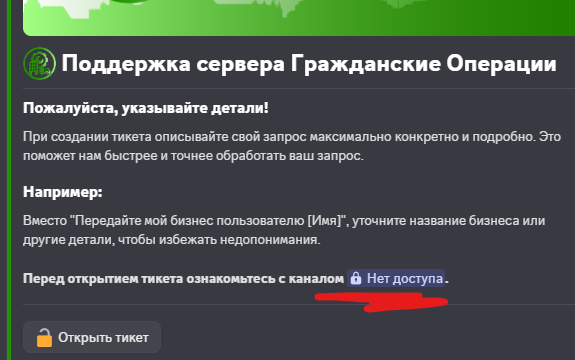 Поддержка сервера Гражданские Операции
Пожалуйста, указывайте детали!
При создании тикета описывайте свой запрос максимально конкретно и подробно. Это
поможет нам быстрее и точнее обработать ваш запрос.
Например:
Вместо "Передайте мой бизнес пользователю [Имя]", уточните название бизнеса или
другие детали, чтобы избежать недопонимания.
Перед открытием тикета ознакомьтесь с каналом Нет доступа.
Открыть тикет